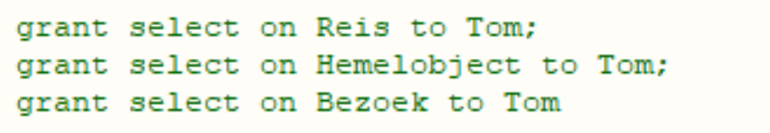 grant select on Reis to Tom;
grant select on Hemelobject to Tom;
grant select on Bezoek to Tom